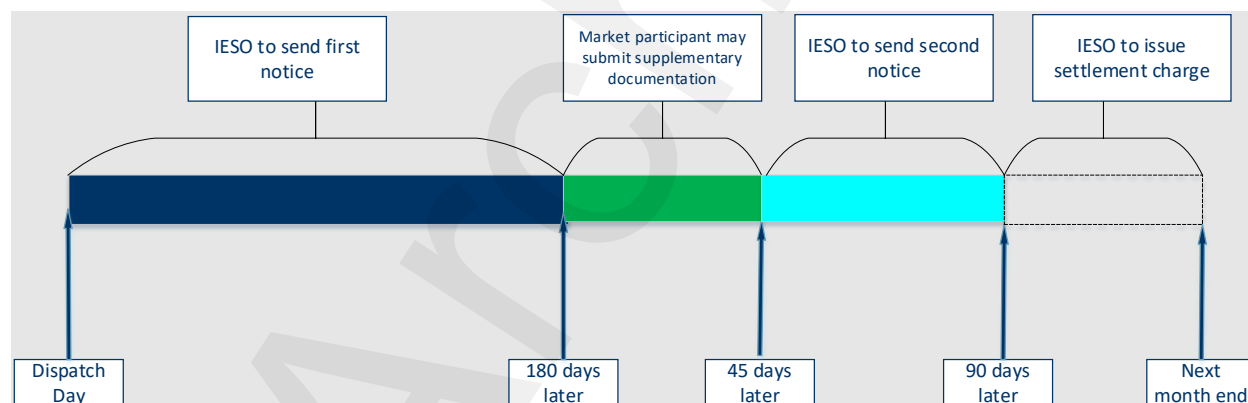 IESO to send first
notice
Market participant may
submit supplementary
documentation
IESO to send second
notice
IESO to issue
settlement charge
Dispatch
Day
180 days
later
45 days
later
90 days
later
Next
month end